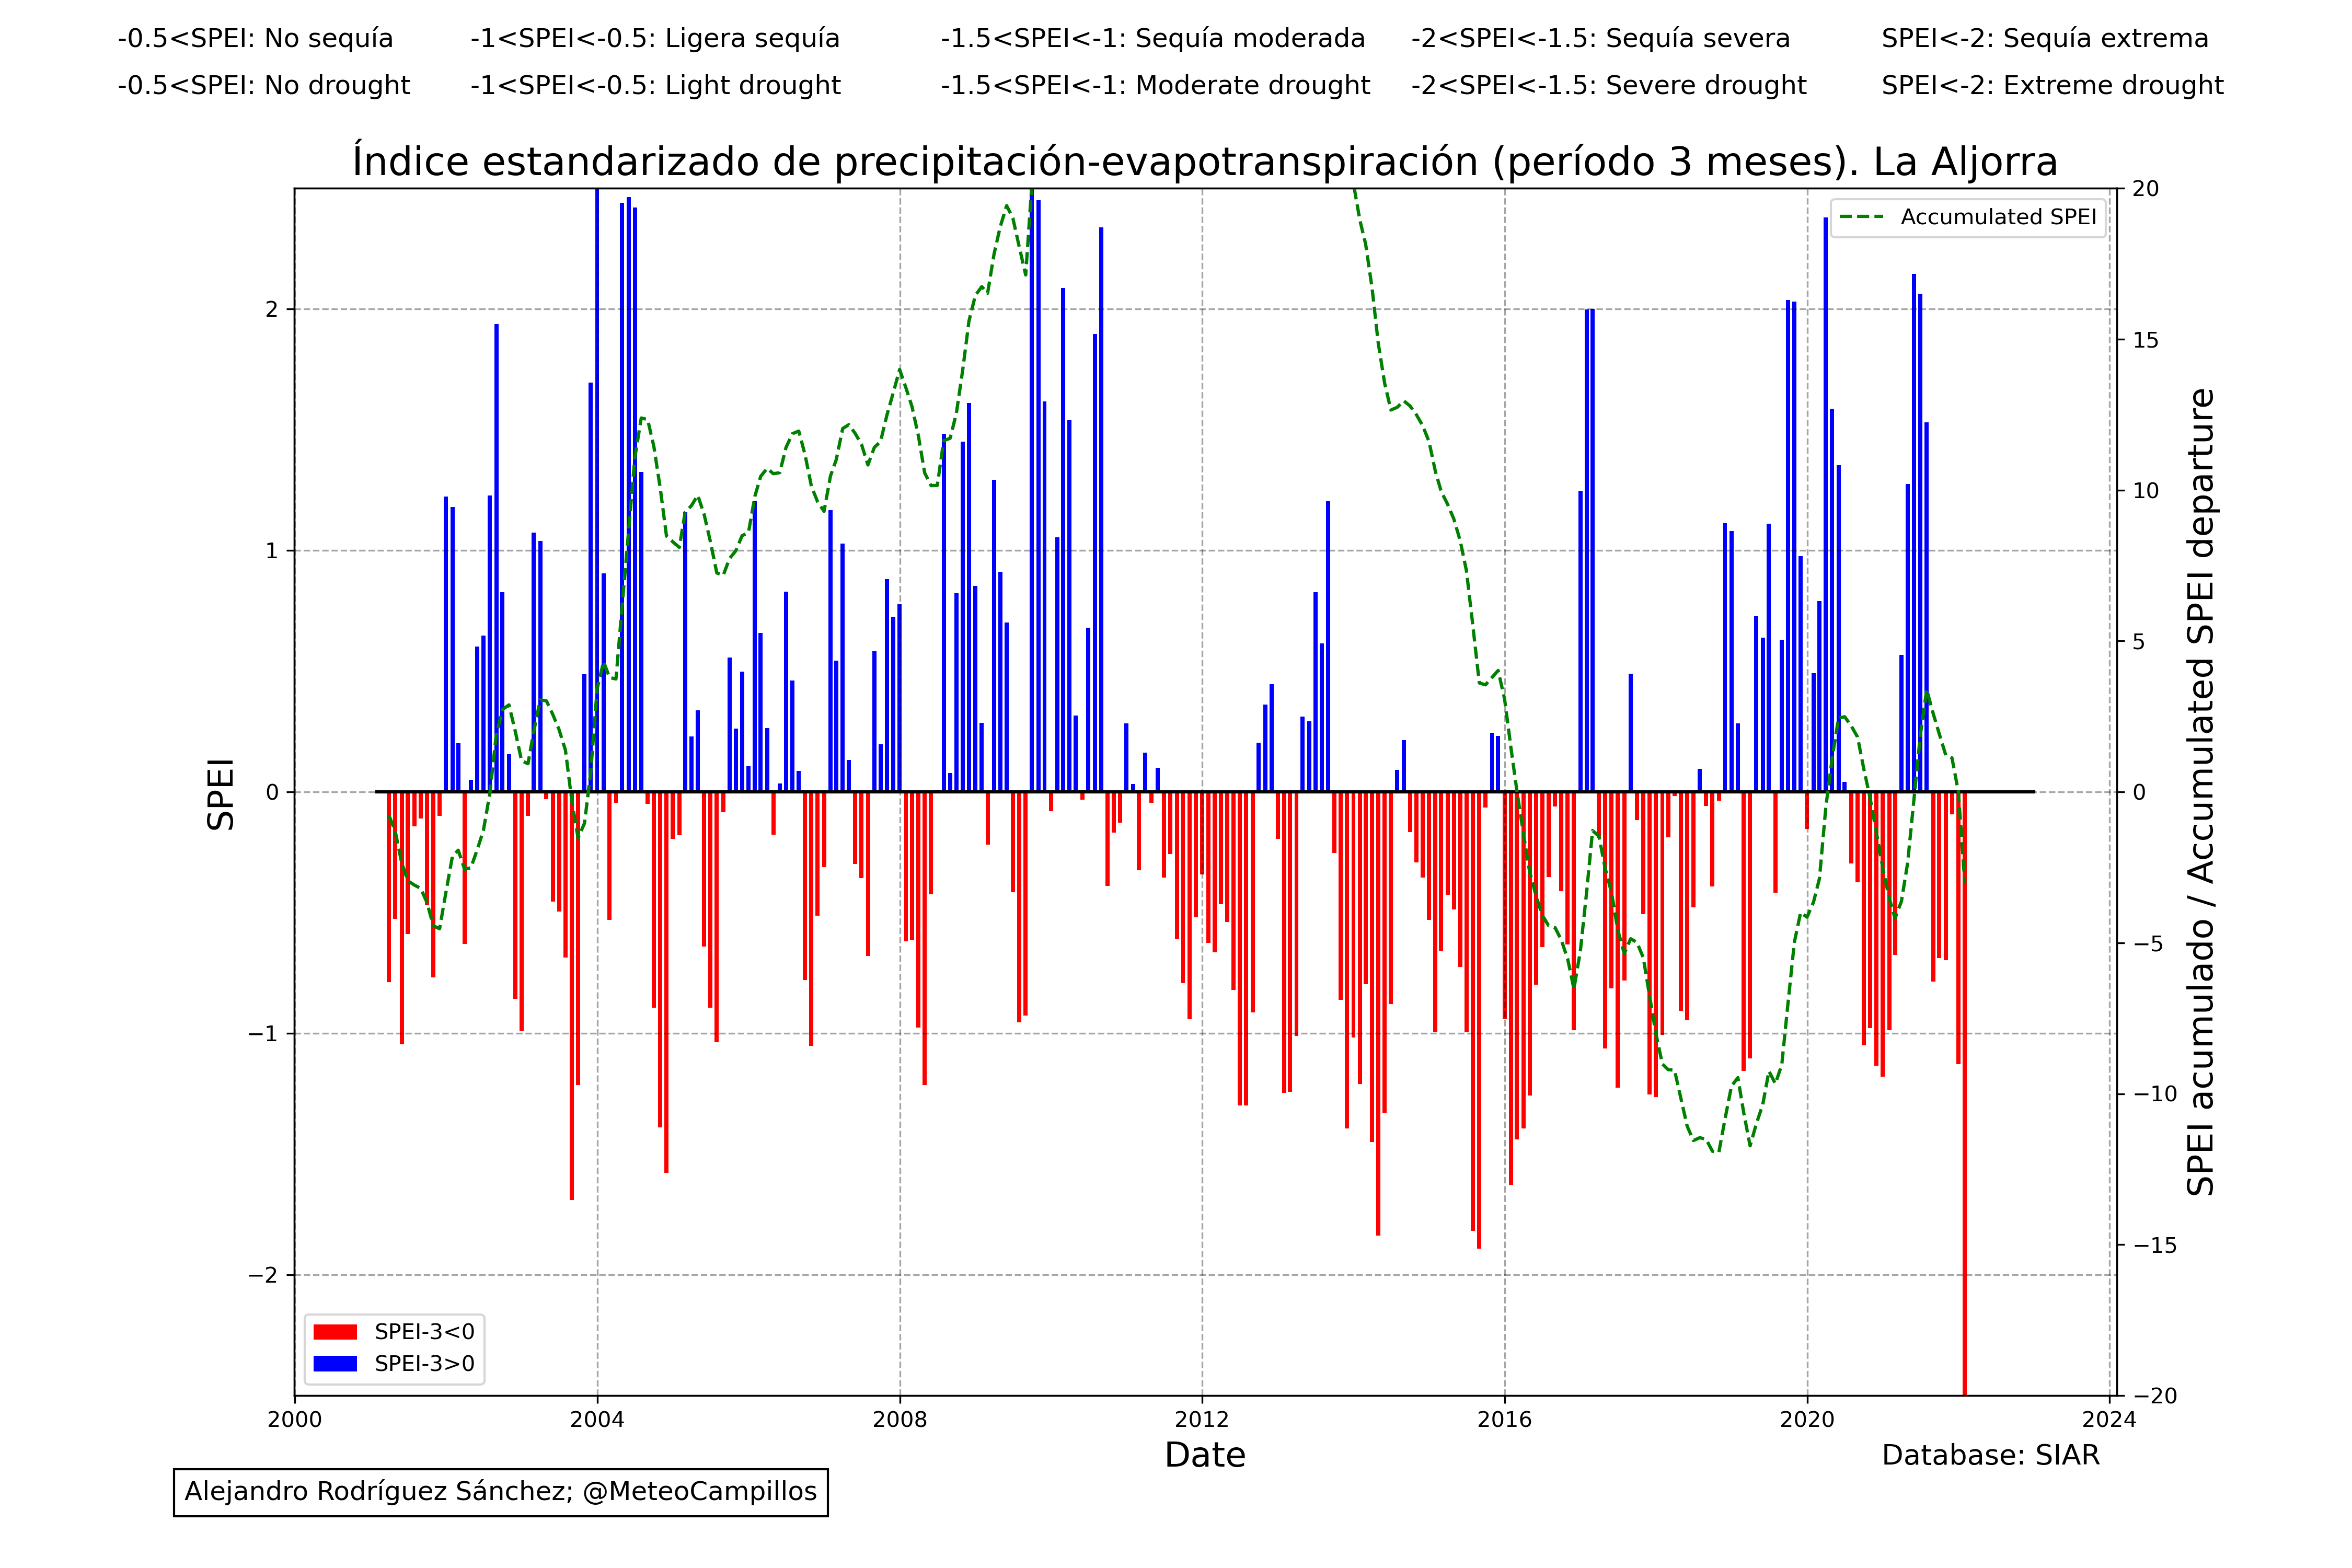 -0.5<SPEI: No sequía -1<SPEI<-0.5: Ligera sequía -1.5<SPEI<-1: Sequía moderada -2<SPEI<-1.5: Sequía severa SPEI<-2: Sequía extrema
-0.5<SPEI: No drought -1<SPEI<-0.5: Light drought -1.5<SPEI<-1: Moderate drought -2<SPEI<-1.5: Severe drought SPEI<-2: Extreme drought
Índice estandarizado de precipitación-evapotranspiración (período 3 meses). La Aljorra
Accumulated SPEI
SPEI
2
1
0
−1
−2
20
15
10
5
0
−5
−10
−15
−20
SPEI acumulado / Accumulated SPEI departure
SPEI-3<0
SPEI-3>0
2000 2004 2008 2012 2016 2020 2024
Date
Database: SIAR
Alejandro Rodríguez Sánchez; @MeteoCampillos